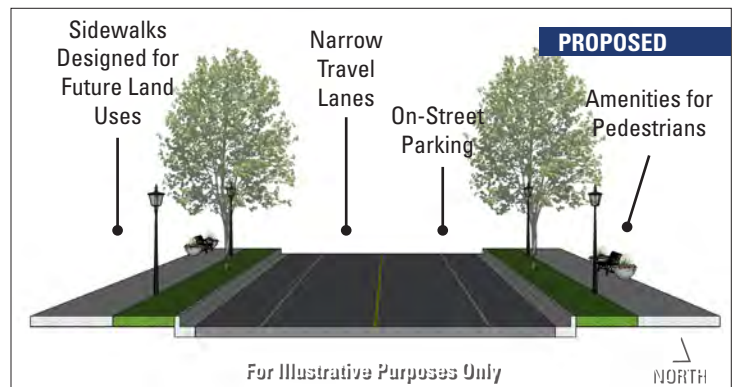 Sidewalks
Designed for
Future Land
Uses
Narrow
Travel
Lanes
On-Street
Parking
PROPOSED
Amenities for
Pedestrians
For Illustrative Purposes Only
NORTH